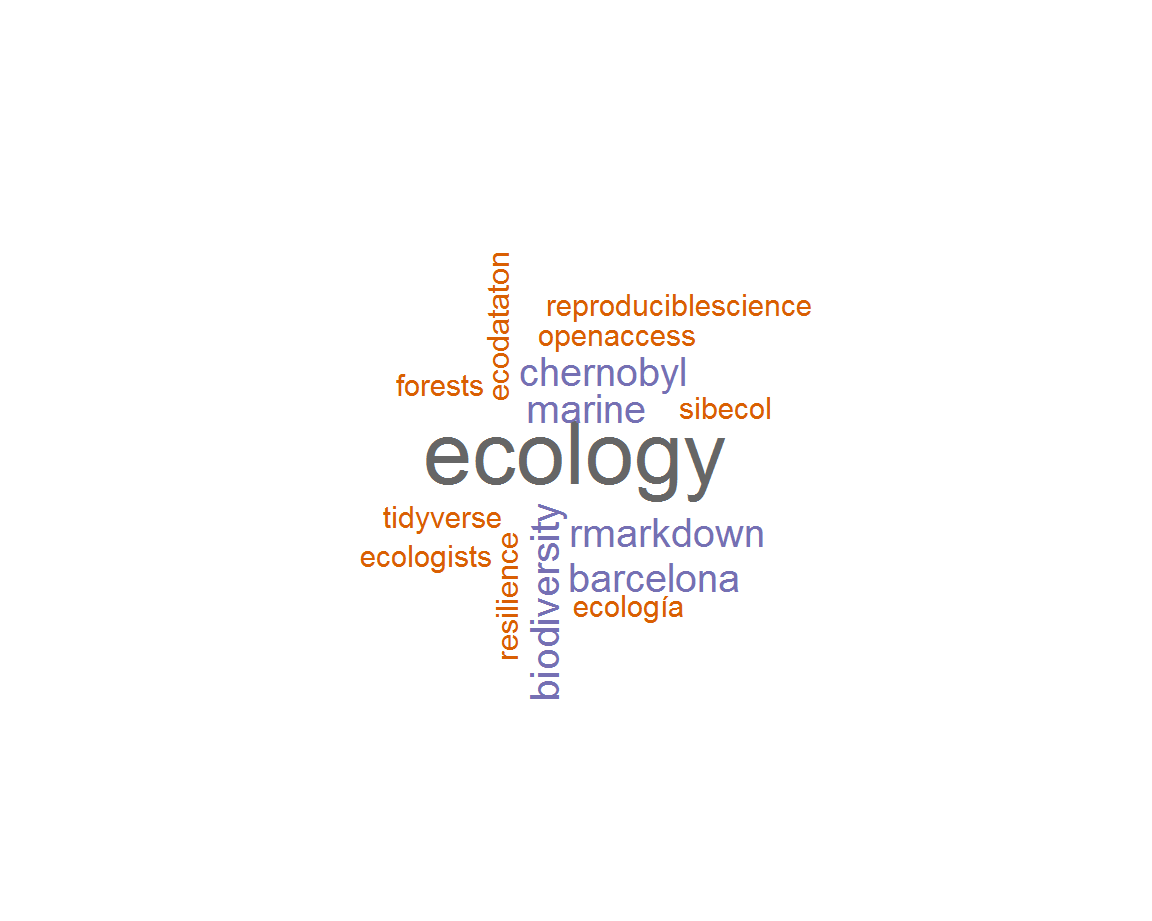 ecodataton
reproduciblescience
openaccess
chernobyl
forests
marine
sibecol
ecology
tidyverse
rmarkdown
ecologists
resilience
biodiversity
barcelona
ecología